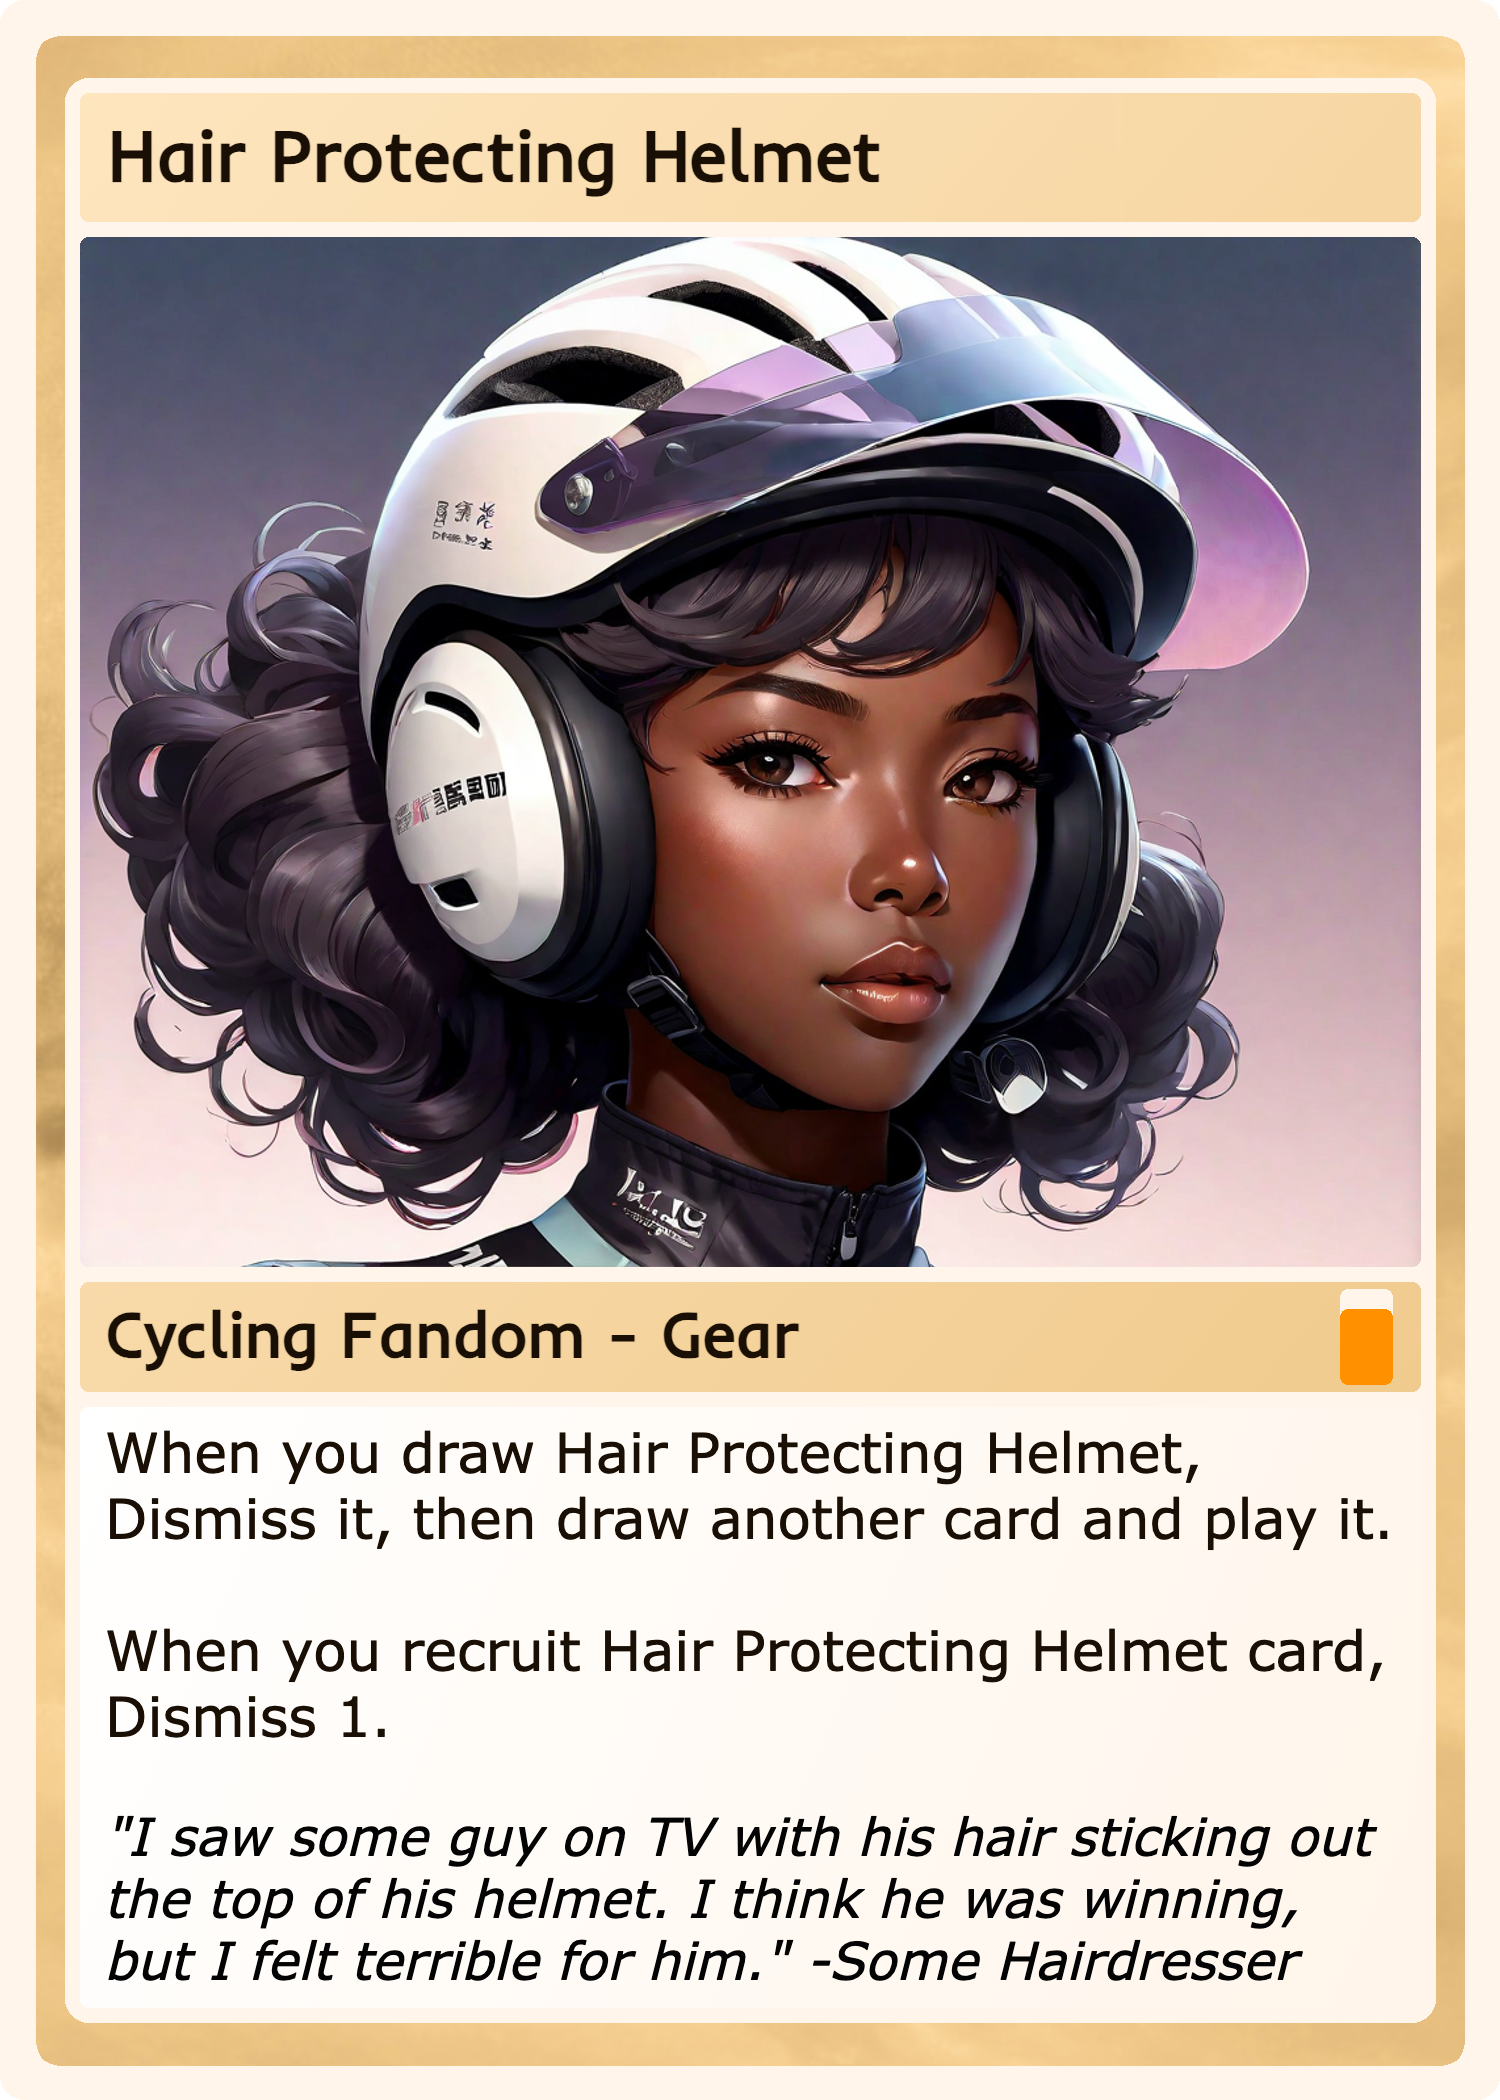 Hair Protecting Helmet
Cycling Fandom - Gear
When you draw Hair Protecting Helmet,
Dismiss it, then draw another card and play it.
When you recruit Hair Protecting Helmet card,
Dismiss 1.
"I saw some guy on TV with his hair sticking out
the top of his helmet. I think he was winning,
but I felt terrible for him." -Some Hairdresser